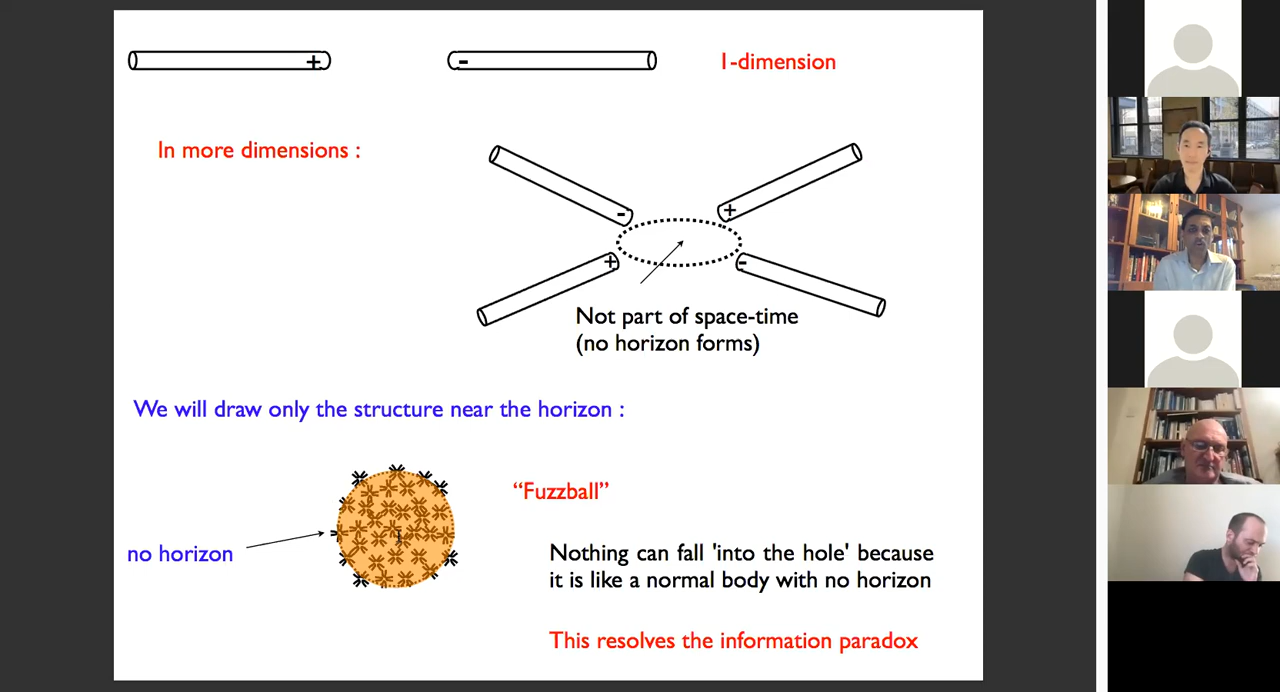 +
-
1-dimension
In more dimensions :
-
+
+
-
Not part of space-time
(no horizon forms)
We will draw only the structure near the horizon :
“Fuzzball”
no horizon
Nothing can fall 'into the hole' because
it is like a normal body with no horizon
This resolves the information paradox